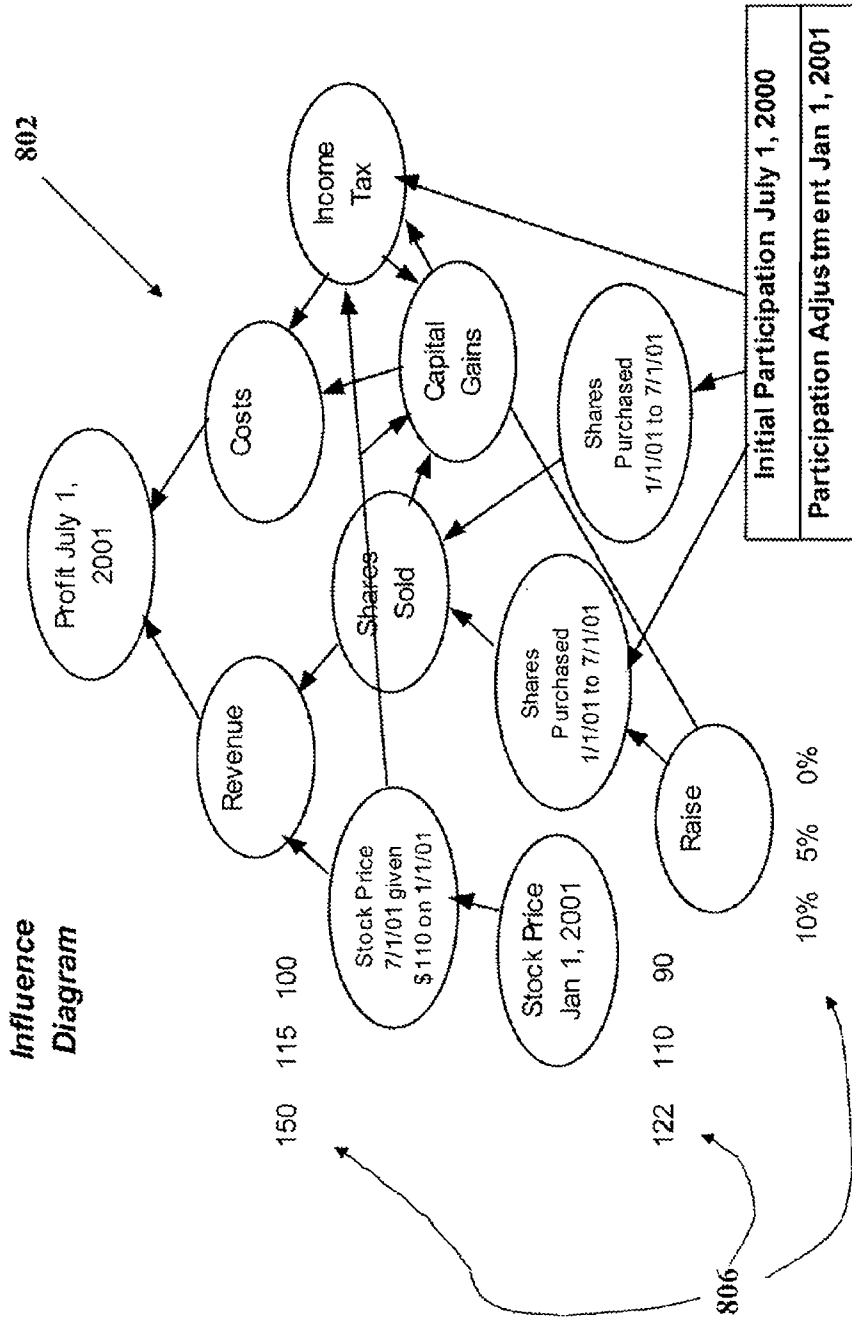 Influence
Diagram
802
Profit July 1,
2001
Revenue
Costs
Income
Tax
150 115 100
Stock Price
7/1/01 given
$110 on 1/1/01
Shares
Sold
Capital
Gains
Stock Price
Jan 1, 2001
Shares
Purchased
1/1/01 to 7/1/01
Shares
Purchased
1/1/01 to 7/1/01
122 110 90
Raise
10% 5% 0%
Initial Participation July 1, 2000
Participation Adjustment Jan 1, 2001
806